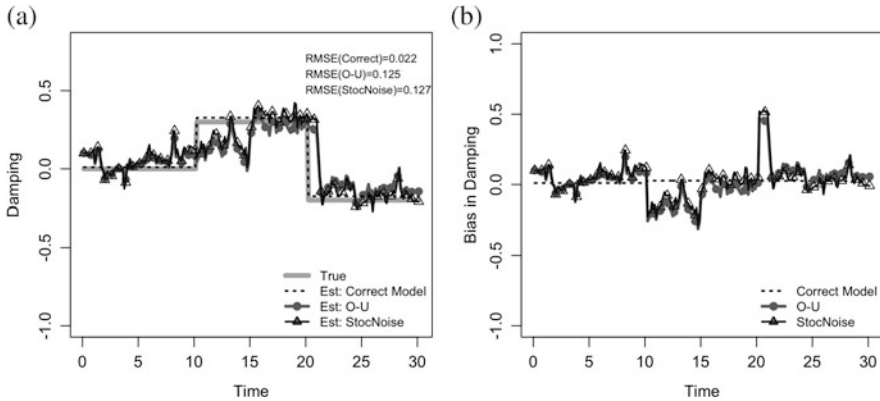 (a)
RMSE(Correct)=0.022
RMSE(O-U)=0.125
RMSE(StocNoise)=0.127
0.5
0.0
-0.5
-1.0
Damping
True
Est: Correct Model
Est: O-U
Est: StocNoise
0 5 10 15 20 25 30
Time
(b)
1.0
0.5
0.0
-0.5
-1.0
Bias in Damping
Correct Model
O-U
StocNoise
0 5 10 15 20 25 30
Time